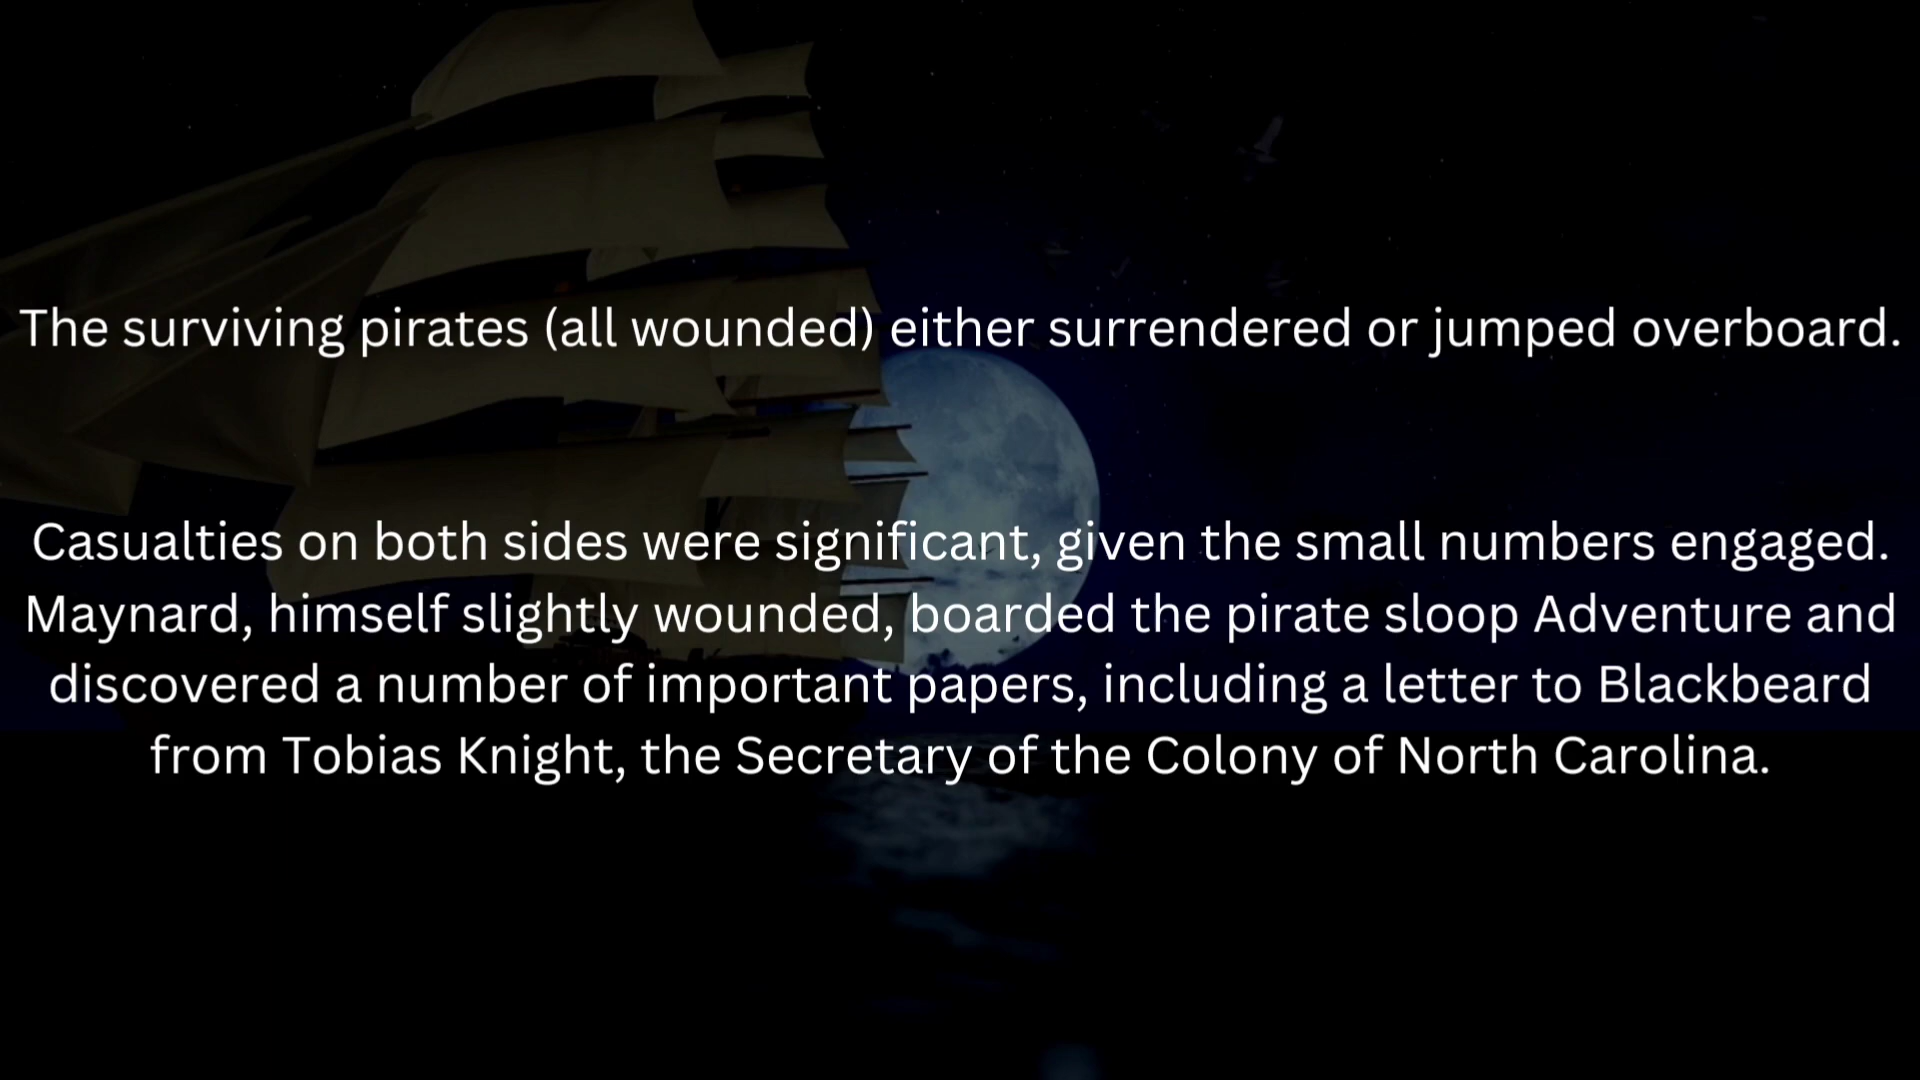 The surviving pirates (all wounded) either surrendered or jumped overboard.
Casualties on both sides were significant, given the small numbers engaged.
Maynard, himself slightly wounded, boarded the pirate sloop Adventure and
discovered a number of important papers, including a letter to Blackbeard
from Tobias Knight, the Secretary of the Colony of North Carolina.